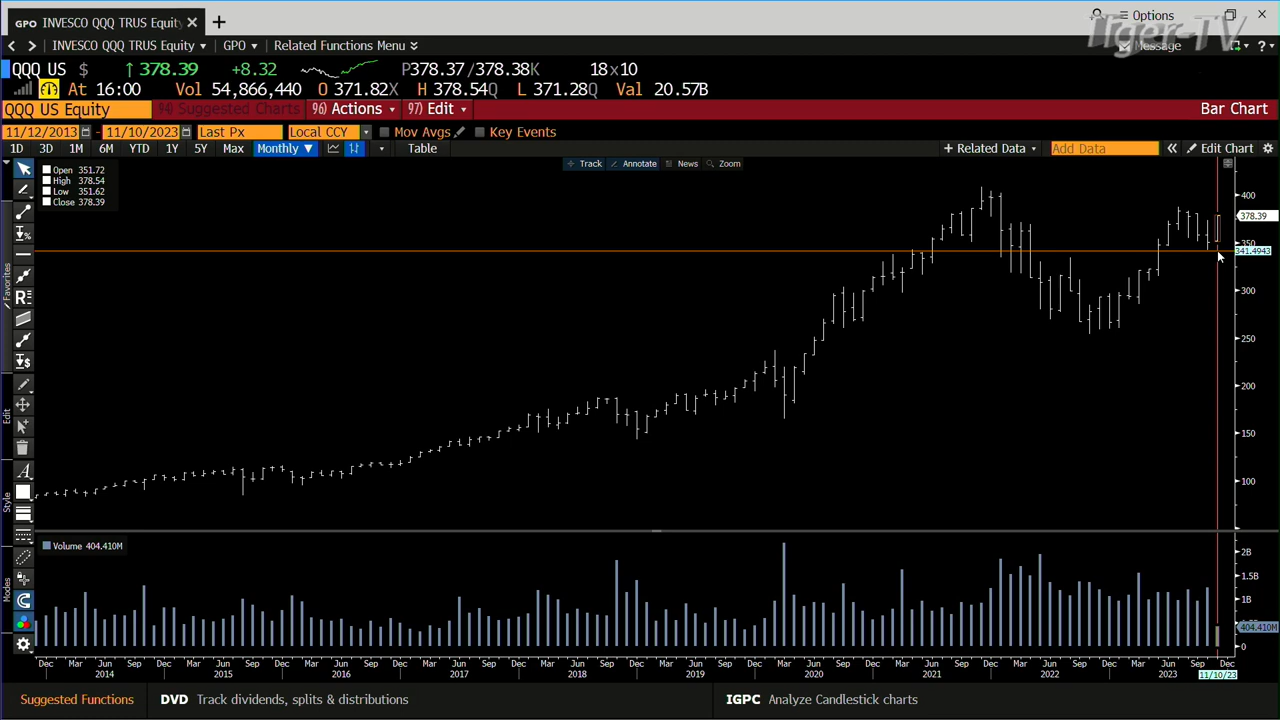 GPO INVESCO QQQ TRUS Equity
Options
INVESCO QQQ TRUS Equity GPO Related Functions Menu Message
Tiger-TV
QQQ US $ ↑ 378.39 +8.32 P378.37/378.38K 18x10
At 16:00 Vol 54,866,440 O 371.82X H 378.54Q L 371.28Q Val 20.57B
QQQ US Equity 94) Suggested Charts 96) Actions 97) Edit Bar Chart
11/12/2013 - 11/10/2023 Last Px Local CCY Mov Avgs Key Events
1D 3D 1M 6M YTD 1Y 5Y Max Monthly ▼ Table + Related Data Add Data « Edit Chart
Track Annotate News Zoom
Open 351.72
High 378.54
Low 351.62
Close 378.39
400
378.39
350
341.4943
300
250
200
150
100
Favorites
Edit
Style
Modes
Volume 404.410M
2B
1.5B
1B
404.410M
0
Dec Mar Jun Sep Dec Mar Jun Sep Dec Mar Jun Sep Dec Mar Jun Sep Dec Mar Jun Sep Dec Mar Jun Sep Dec Mar Jun Sep Dec Mar Jun Sep Dec Mar Jun Sep Dec Mar Jun Sep Dec
2014 2015 2016 2017 2018 2019 2020 2021 2022 2023 11/10/23
Suggested Functions DVD Track dividends, splits & distributions IGPC Analyze Candlestick charts